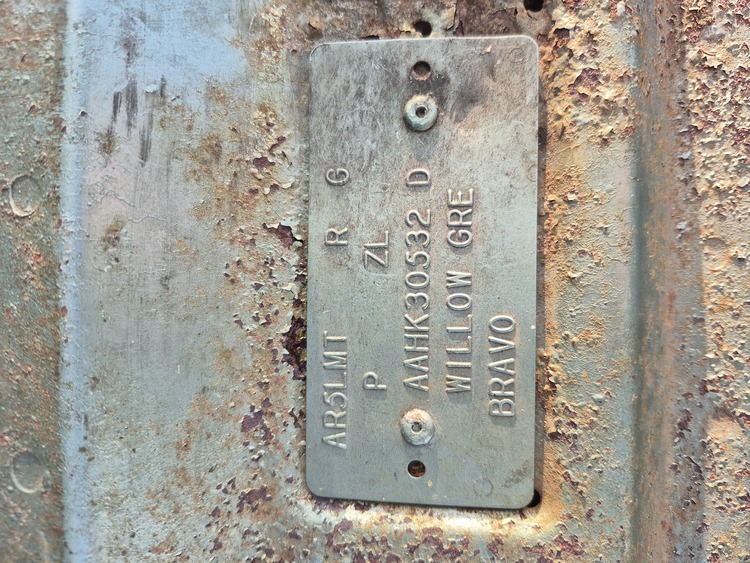 AR5LMT R G
P ZL
AAHK30532 D
WILLOW GRE
BRAVO